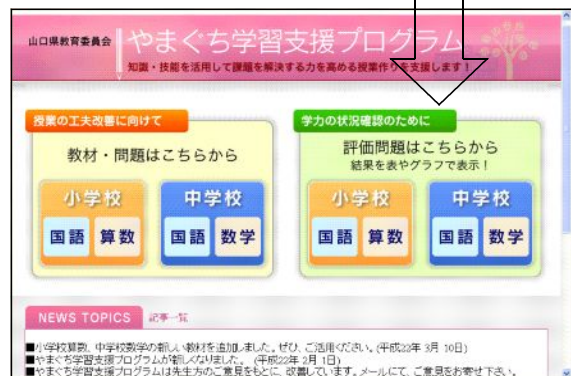 山口県教育委員会
やまぐち学習支援プログラム
知識・技能を活用して課題を解決する力を高める授業作りを支援します！
授業の工夫改善に向けて
教材・問題はこちらから
小学校
国語 算数
中学校
国語 数学
学力の状況確認のために
評価問題はこちらから
結果を表やグラフで表示！
小学校
国語 算数
中学校
国語 数学
NEWS TOPICS 記事一覧
■小学校算数、中学校数学の新しい教材を追加しました。ぜひ、ご活用ください。(平成22年 3月 10日)
■やまぐち学習支援プログラムが新しくなりました。 (平成22年 2月 1日)
■やまぐち学習支援プログラムは先生方のご意見をもとに、改善しています。メールにて、ご意見をお寄せ下さい。